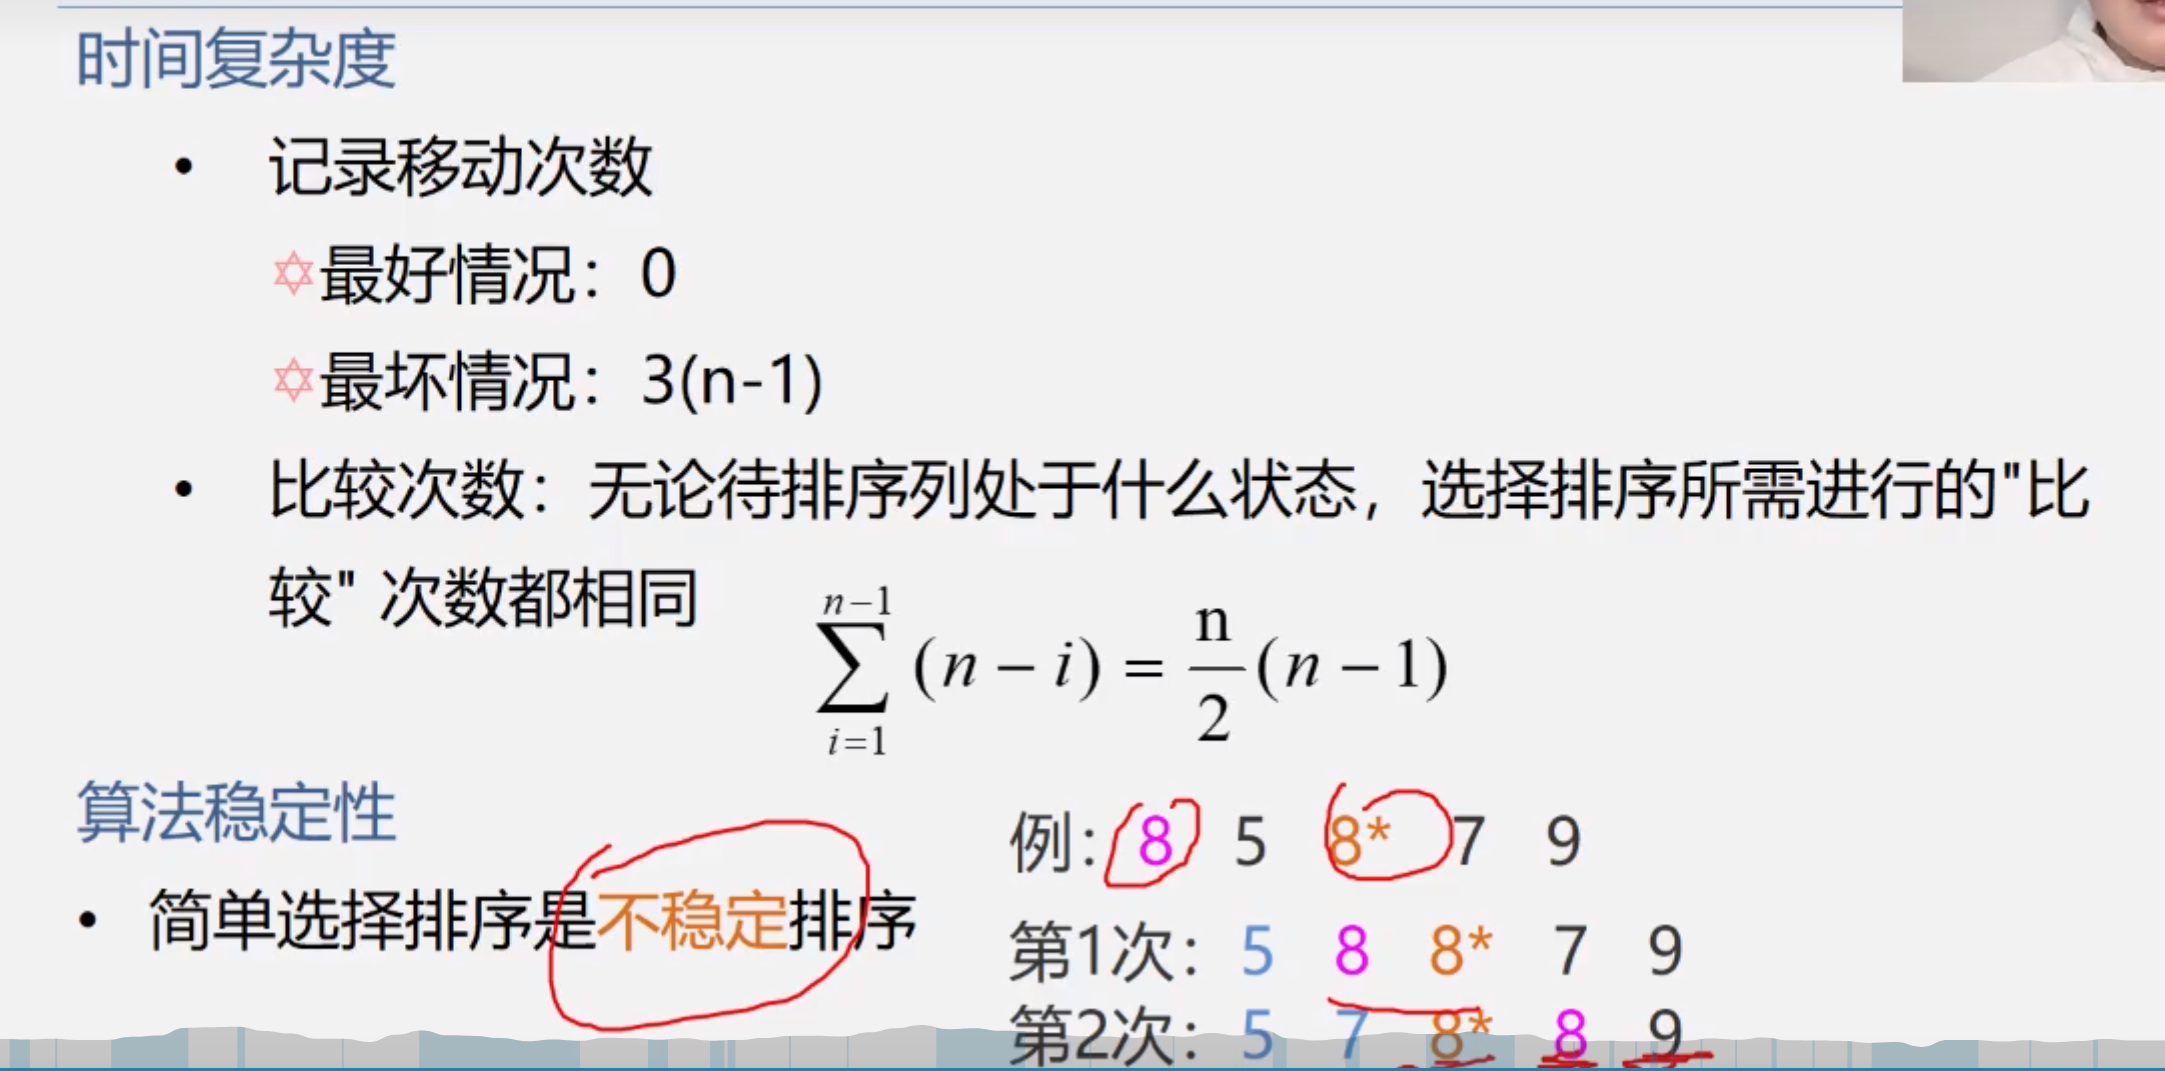 时间复杂度
• 记录移动次数
✡最好情况：0
✡最坏情况：3(n-1)
• 比较次数：无论待排序列处于什么状态，选择排序所需进行的"比
较" 次数都相同
\sum_{i=1}^{n-1} (n-i) = \frac{n}{2}(n-1)
算法稳定性
• 简单选择排序是不稳定排序
例：8 5 8* 7 9
第1次：5 8 8* 7 9
第2次：5 7 8* 8 9